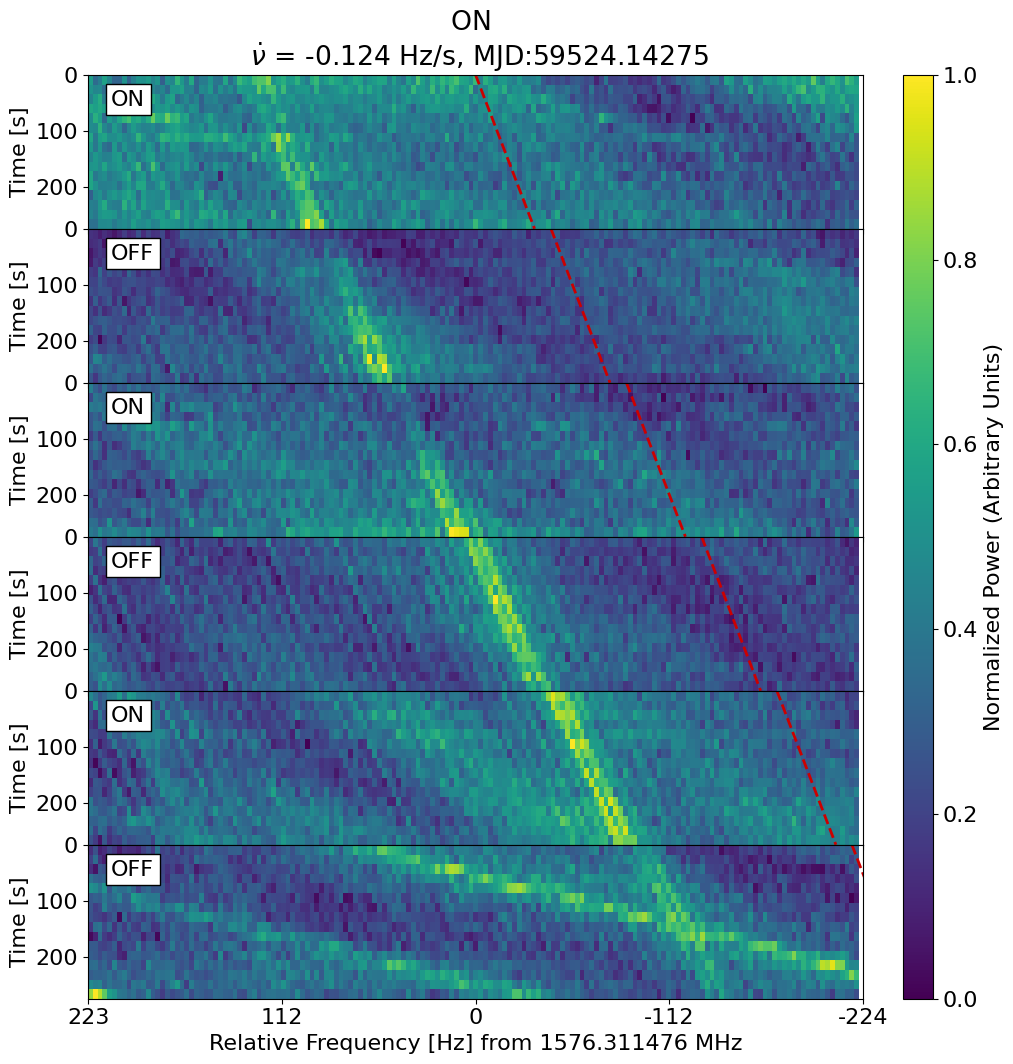 ON
ν̇ = -0.124 Hz/s, MJD:59524.14275
0
ON
100
Time [s]
200
0
OFF
100
Time [s]
200
0
ON
100
Time [s]
200
0
OFF
100
Time [s]
200
0
ON
100
Time [s]
200
0
OFF
100
Time [s]
200
223 112 0 -112 -224
Relative Frequency [Hz] from 1576.311476 MHz
1.0
0.8
0.6
0.4
0.2
0.0
Normalized Power (Arbitrary Units)